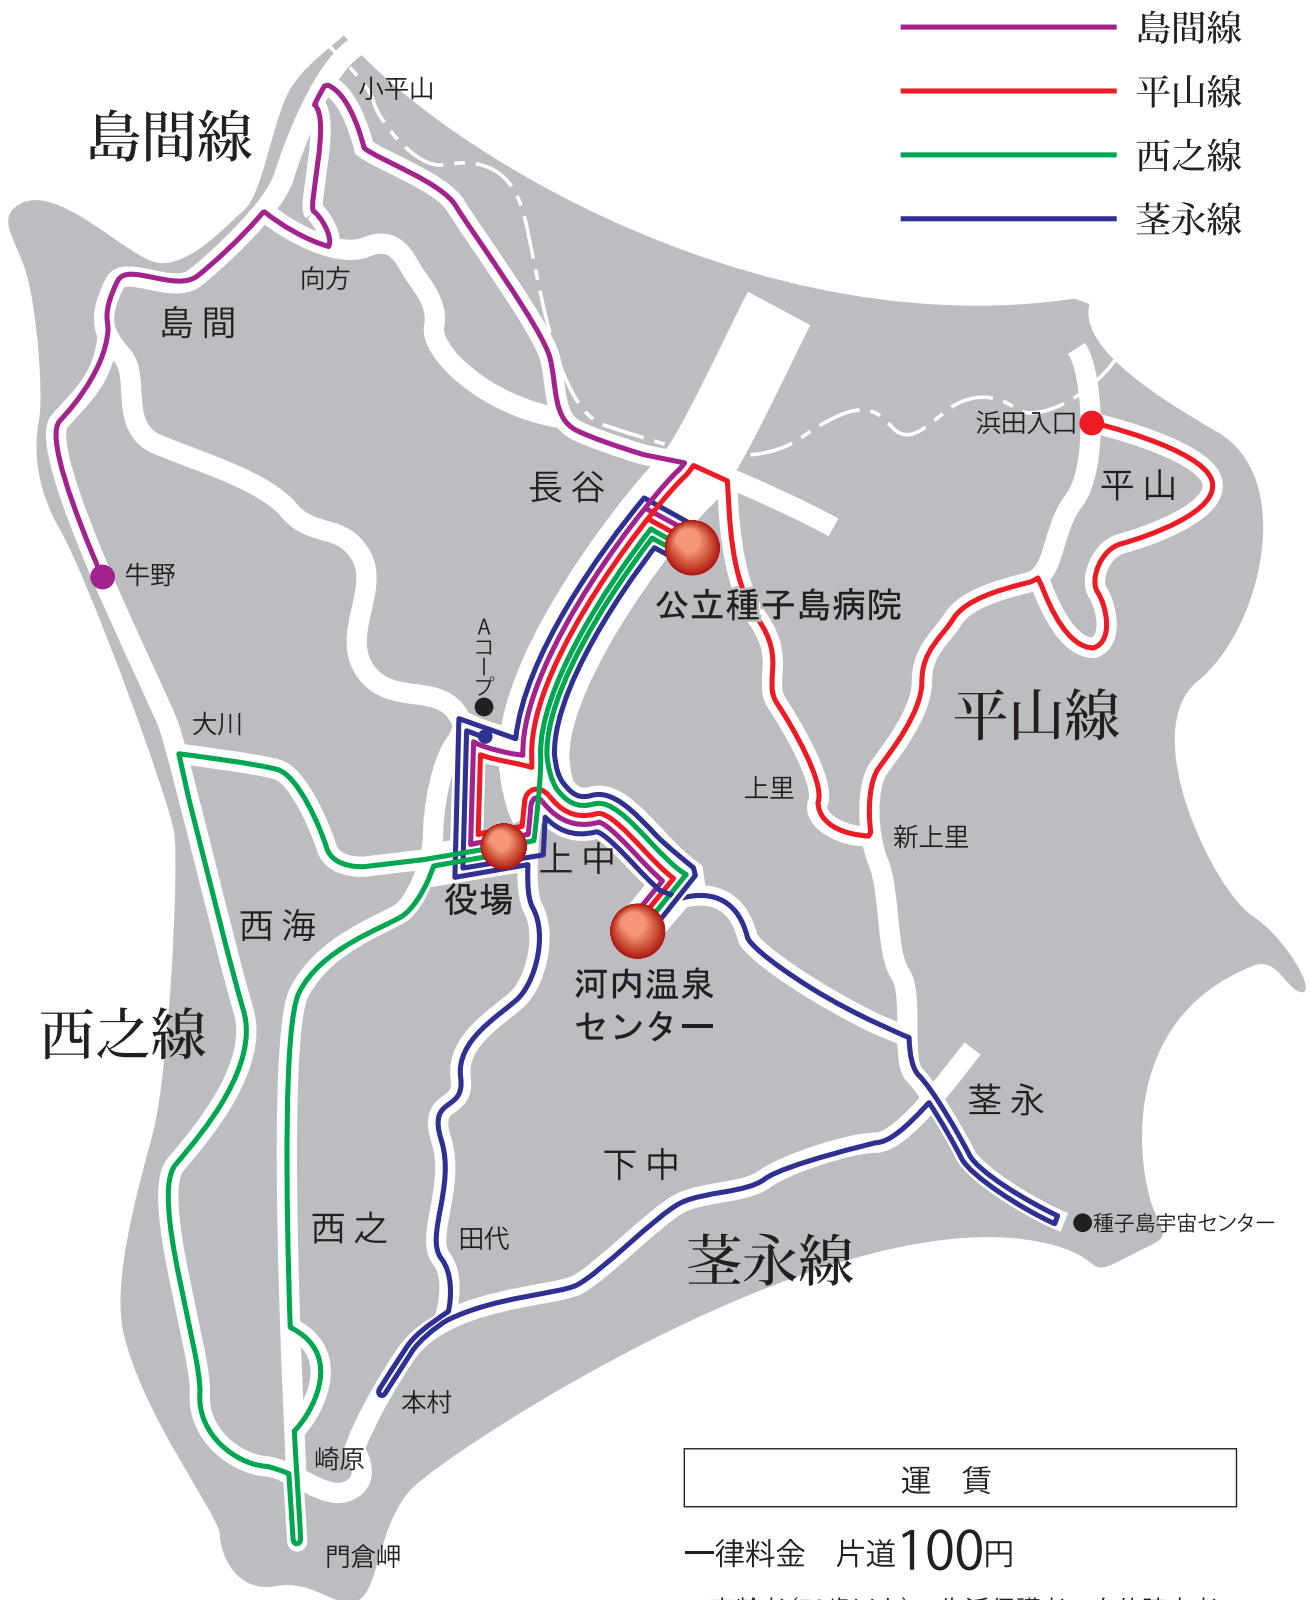 島間線
平山線
西之線
茎永線
小平山
島間線
向方
島間
浜田入口
平山
長谷
牛野
公立種子島病院
Aコープ
大川
平山線
上里
新上里
上中
役場
西海
河内温泉
センター
西之線
茎永
下中
西之
田代
種子島宇宙センター
茎永線
本村
崎原
門倉岬
運 賃
一律料金 片道100円